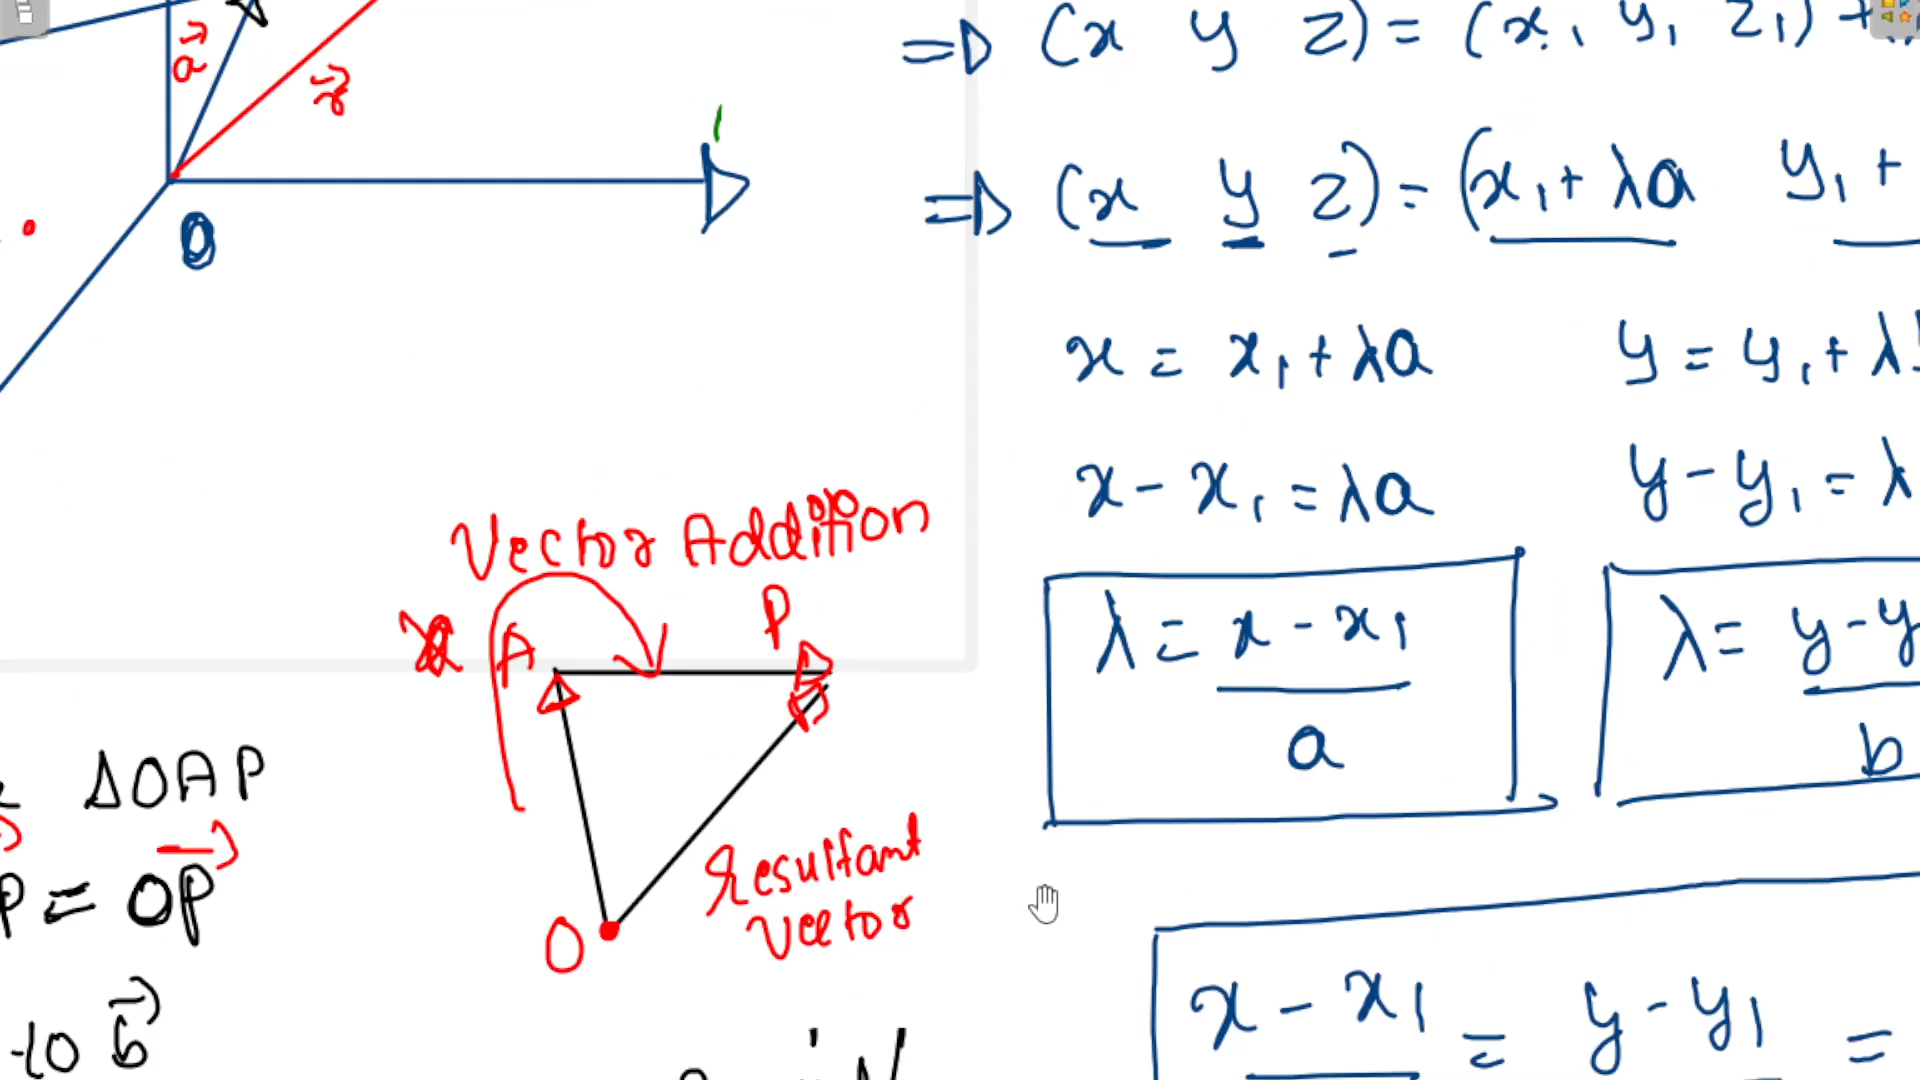 a⃗
r⃗
O
Vector Addition
A
P
O
Resultant
Vector
ΔOAP
P = OP⃗
to b⃗
=> (x y z) = (x₁ y₁ z₁) +
=> (x y z) = (x₁ + λa y₁ +
x = x₁ + λa y = y₁ + λ
x - x₁ = λa y - y₁ = λ
λ = x - x₁ λ = y - y
a b
x - x₁ = y - y₁ =